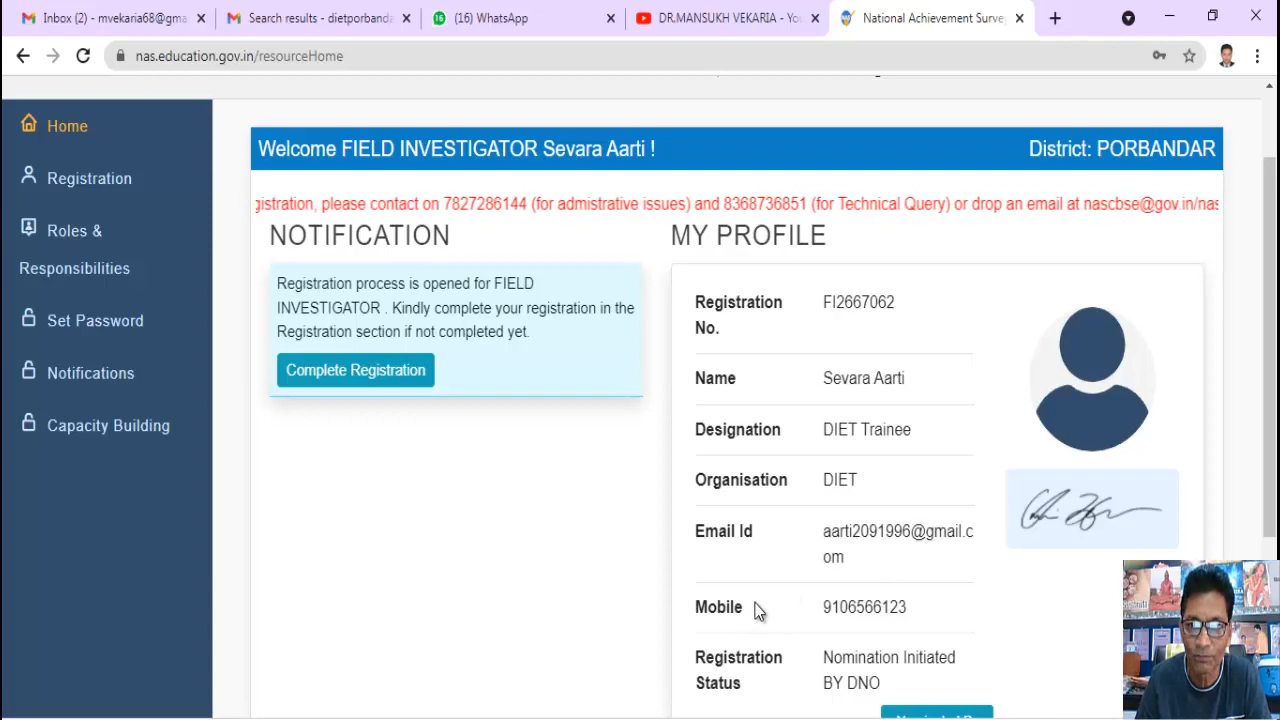 Inbox (2) - mvekaria68@gma
Search results - dietporbanda
(16) WhatsApp
DR.MANSUKH VEKARIA - You
National Achievement Surve
nas.education.gov.in/resourceHome
Home
Registration
Roles &
Responsibilities
Set Password
Notifications
Capacity Building
Welcome FIELD INVESTIGATOR Sevara Aarti !
District: PORBANDAR
gistration, please contact on 7827286144 (for admistrative issues) and 8368736851 (for Technical Query) or drop an email at nascbse@gov.in/nas
NOTIFICATION
Registration process is opened for FIELD
INVESTIGATOR . Kindly complete your registration in the
Registration section if not completed yet.
Complete Registration
MY PROFILE
Registration FI2667062
No.
Name Sevara Aarti
Designation DIET Trainee
Organisation DIET
Email Id aarti2091996@gmail.c
om
Mobile 9106566123
Registration Nomination Initiated
Status BY DNO